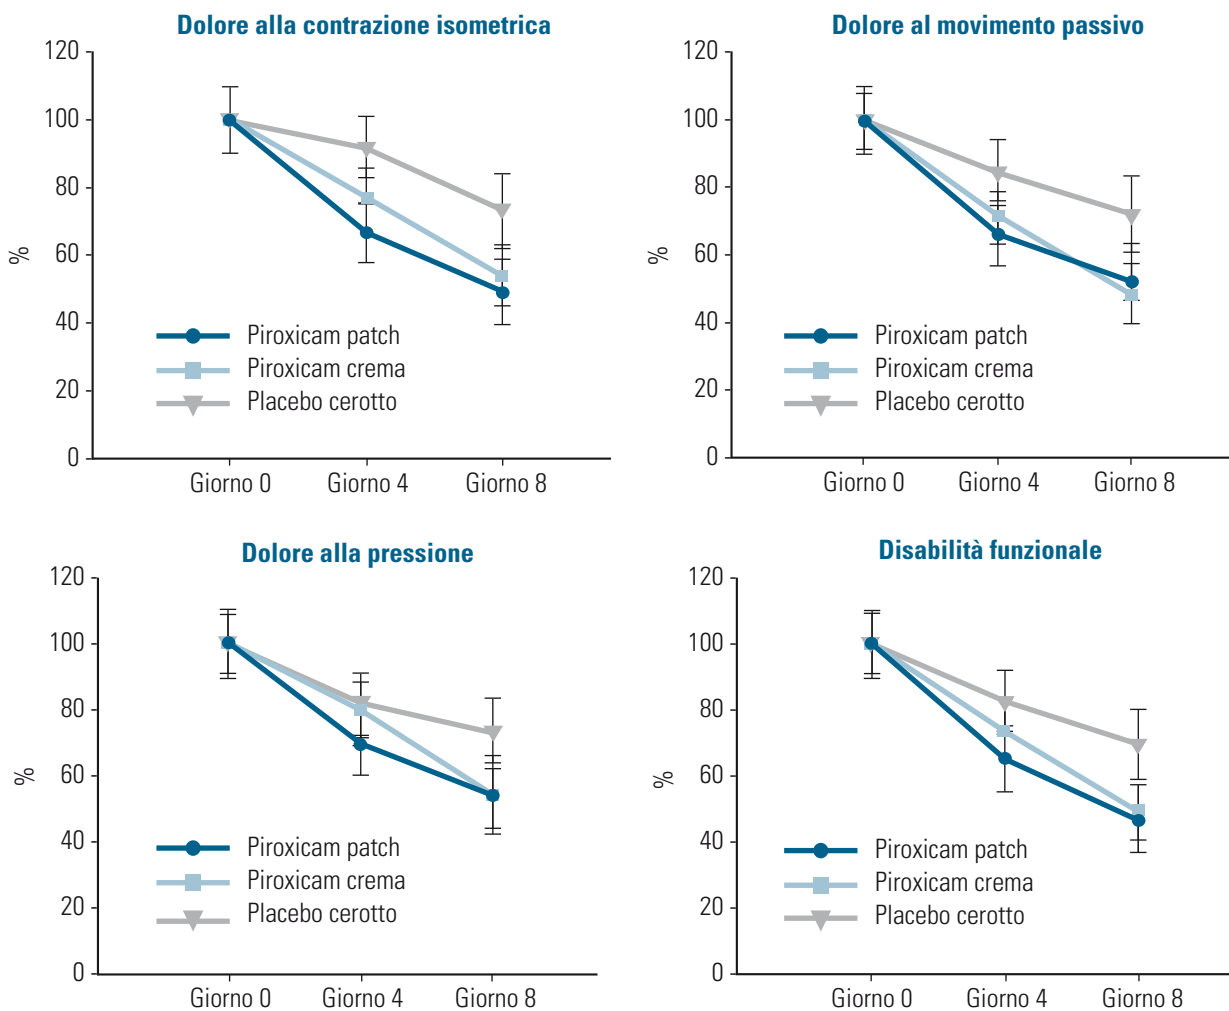 Dolore alla contrazione isometrica
120
100
80
60
40
20
0
%
Piroxicam patch
Piroxicam crema
Placebo cerotto
Giorno 0 Giorno 4 Giorno 8
Dolore al movimento passivo
120
100
80
60
40
20
0
%
Piroxicam patch
Piroxicam crema
Placebo cerotto
Giorno 0 Giorno 4 Giorno 8
Dolore alla pressione
120
100
80
60
40
20
0
%
Piroxicam patch
Piroxicam crema
Placebo cerotto
Giorno 0 Giorno 4 Giorno 8
Disabilità funzionale
120
100
80
60
40
20
0
%
Piroxicam patch
Piroxicam crema
Placebo cerotto
Giorno 0 Giorno 4 Giorno 8